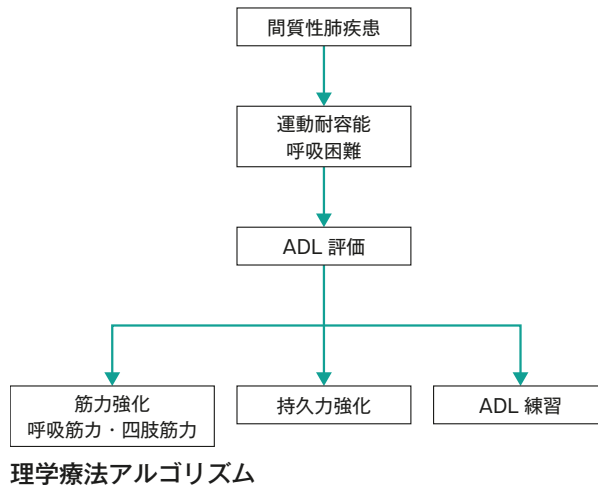 間質性肺疾患
運動耐容能
呼吸困難
ADL 評価
筋力強化
呼吸筋力・四肢筋力
持久力強化
ADL 練習
理学療法アルゴリズム